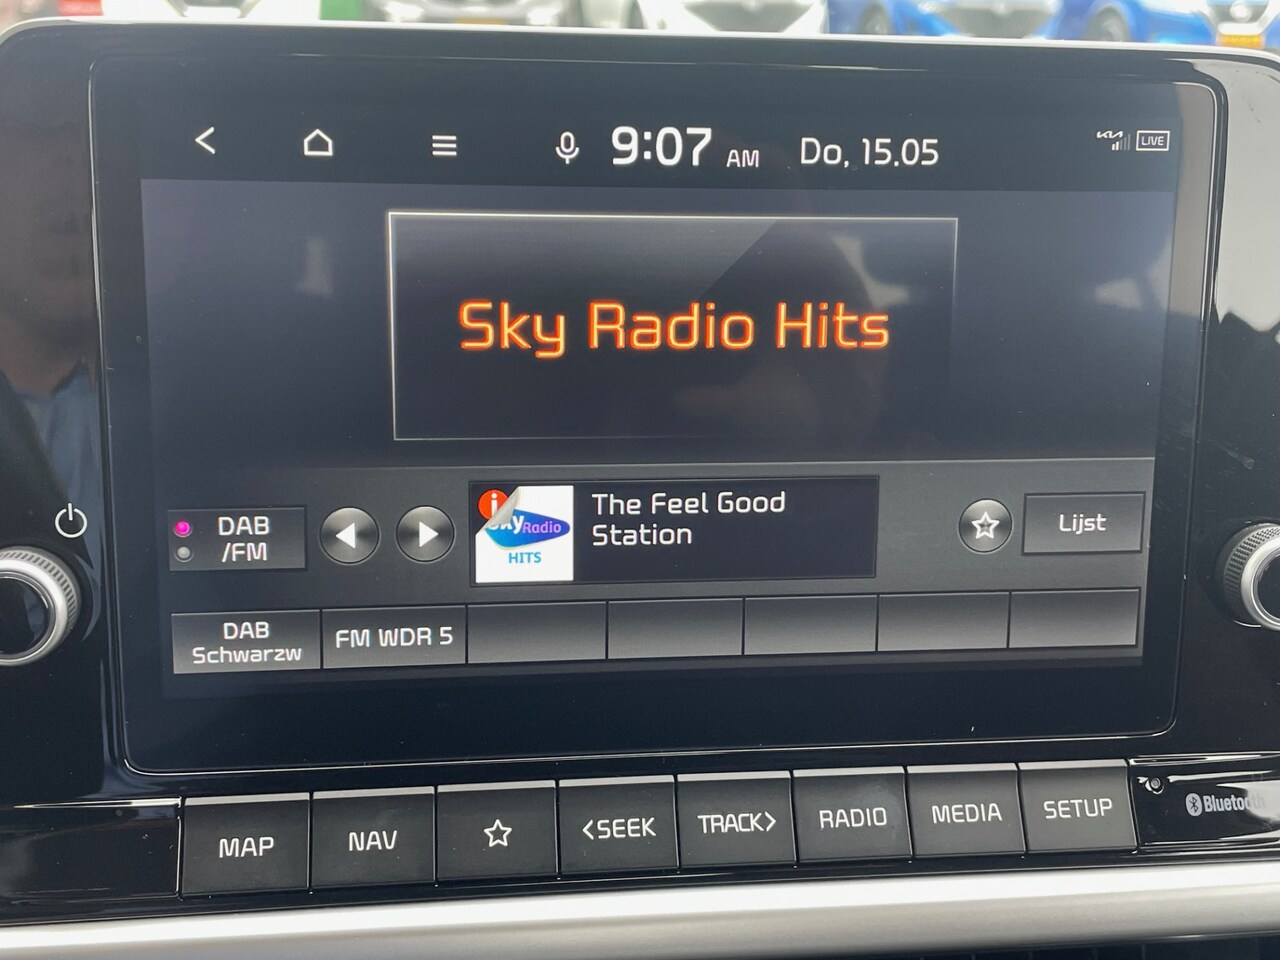 9:07 AM Do, 15.05
LIVE
Sky Radio Hits
DAB
/FM
i
Sky Radio
HITS
The Feel Good
Station
Lijst
DAB
Schwarzw
FM WDR 5
MAP
NAV
<SEEK
TRACK>
RADIO
MEDIA
SETUP
Bluetooth